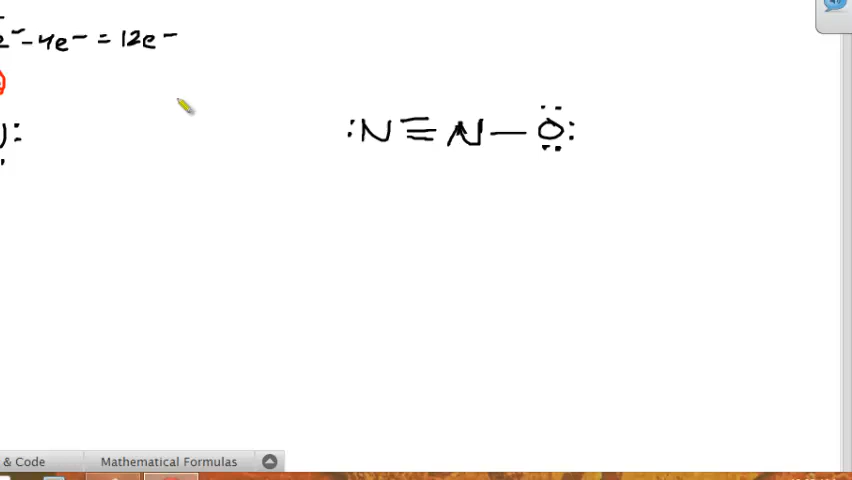 - 4e⁻ = 12e⁻
:N≡N—O:
& Code
Mathematical Formulas